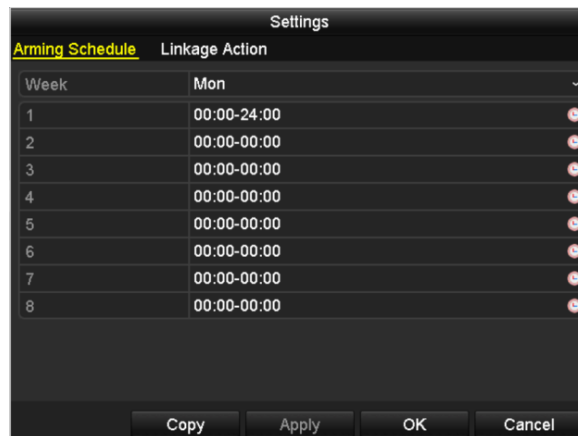 Settings
Arming Schedule Linkage Action
Week Mon
1 00:00-24:00
2 00:00-00:00
3 00:00-00:00
4 00:00-00:00
5 00:00-00:00
6 00:00-00:00
7 00:00-00:00
8 00:00-00:00
Copy Apply OK Cancel